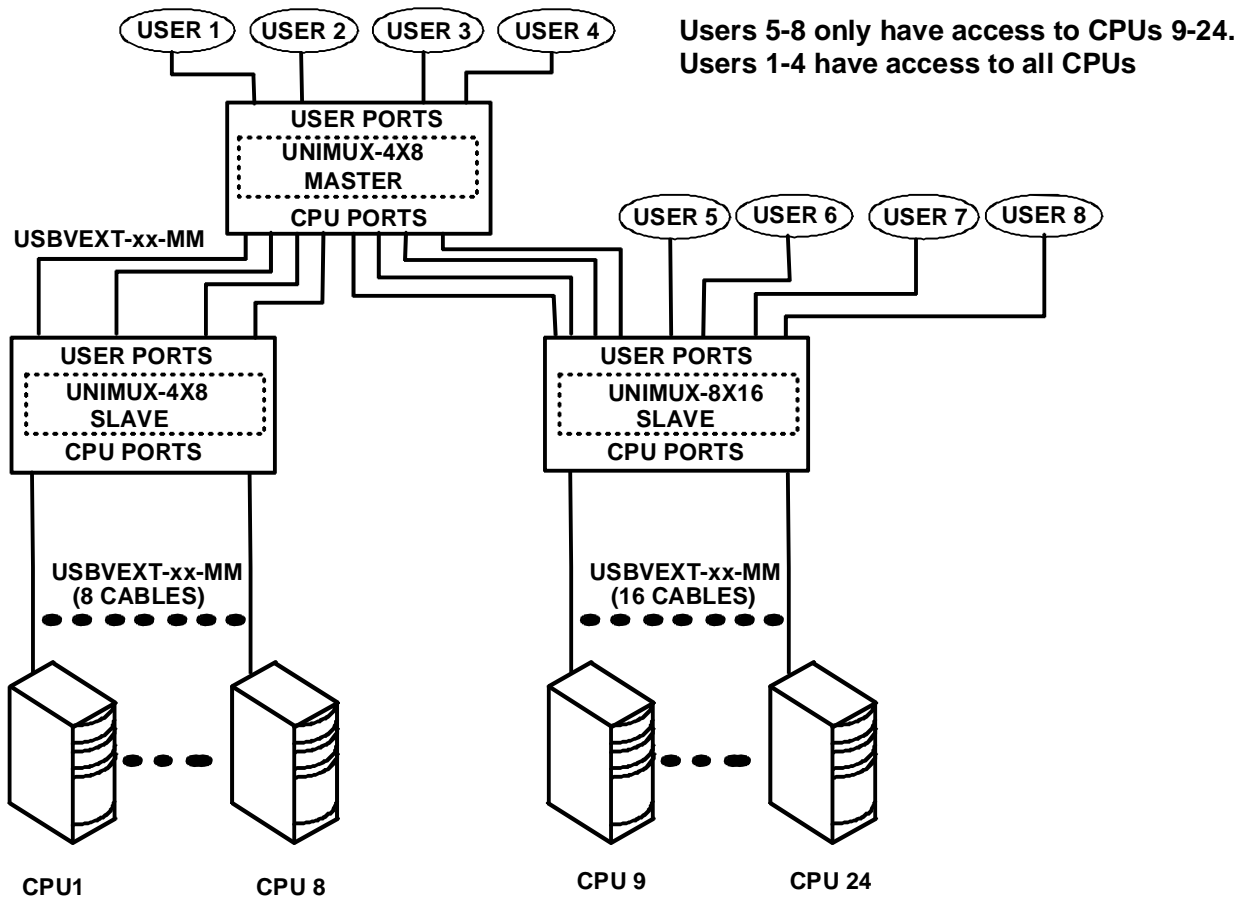 USER 1 USER 2 USER 3 USER 4
Users 5-8 only have access to CPUs 9-24.
Users 1-4 have access to all CPUs
USER PORTS
UNIMUX-4X8
MASTER
CPU PORTS
USER 5 USER 6 USER 7 USER 8
USBVEXT-xx-MM
USER PORTS
UNIMUX-4X8
SLAVE
CPU PORTS
USER PORTS
UNIMUX-8X16
SLAVE
CPU PORTS
USBVEXT-xx-MM
(8 CABLES)
USBVEXT-xx-MM
(16 CABLES)
CPU1
CPU 8
CPU 9
CPU 24